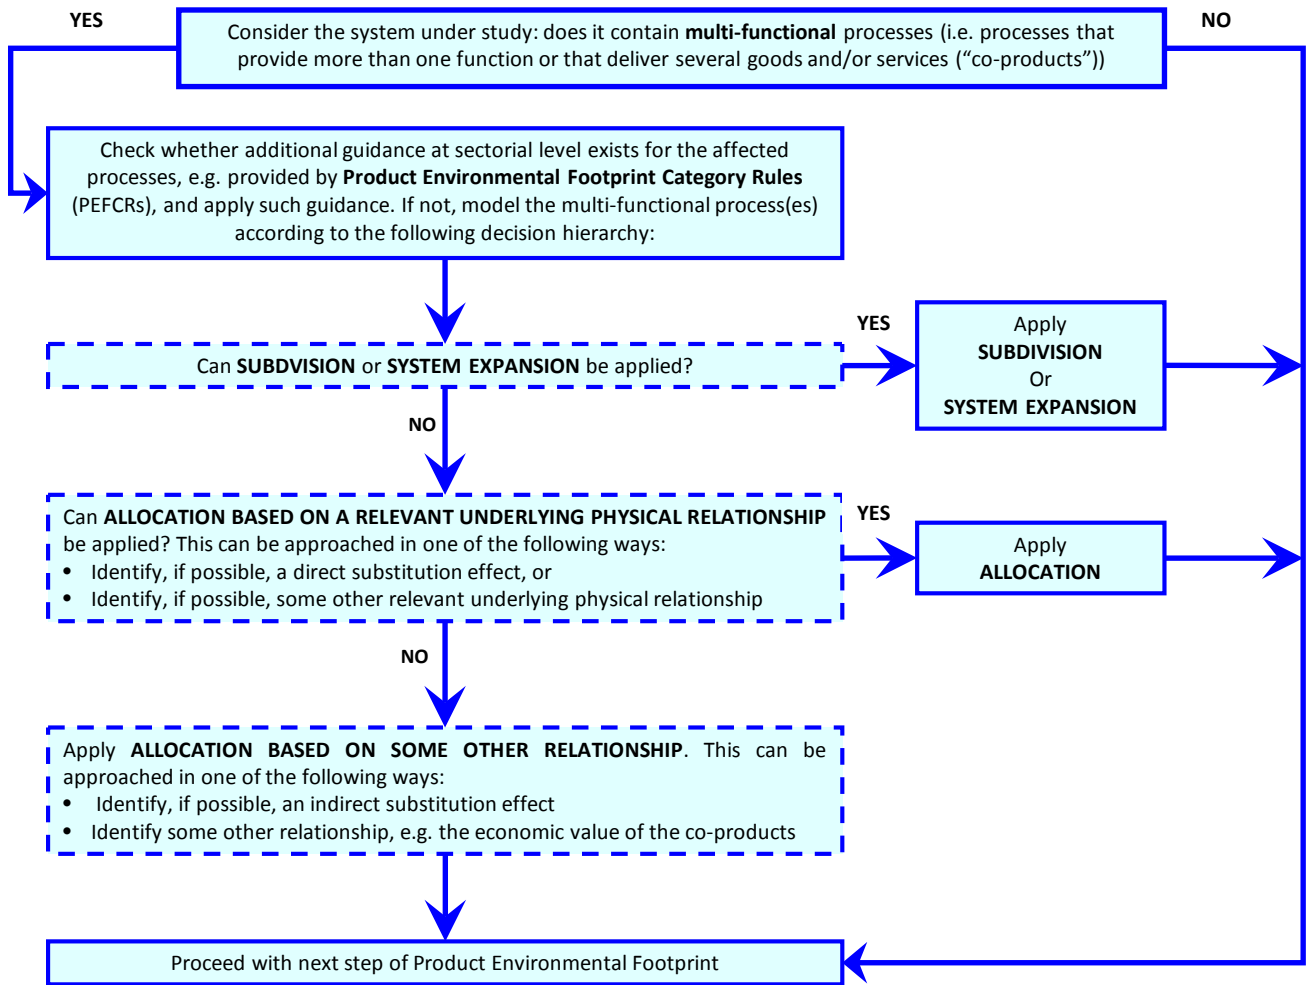 YES
NO
Consider the system under study: does it contain multi-functional processes (i.e. processes that
provide more than one function or that deliver several goods and/or services (“co-products”))
Check whether additional guidance at sectorial level exists for the affected
processes, e.g. provided by Product Environmental Footprint Category Rules
(PEFCRs), and apply such guidance. If not, model the multi-functional process(es)
according to the following decision hierarchy:
Can SUBDVISION or SYSTEM EXPANSION be applied?
YES
Apply
SUBDIVISION
Or
SYSTEM EXPANSION
NO
Can ALLOCATION BASED ON A RELEVANT UNDERLYING PHYSICAL RELATIONSHIP
be applied? This can be approached in one of the following ways:
• Identify, if possible, a direct substitution effect, or
• Identify, if possible, some other relevant underlying physical relationship
YES
Apply
ALLOCATION
NO
Apply ALLOCATION BASED ON SOME OTHER RELATIONSHIP. This can be
approached in one of the following ways:
• Identify, if possible, an indirect substitution effect
• Identify some other relationship, e.g. the economic value of the co-products
Proceed with next step of Product Environmental Footprint